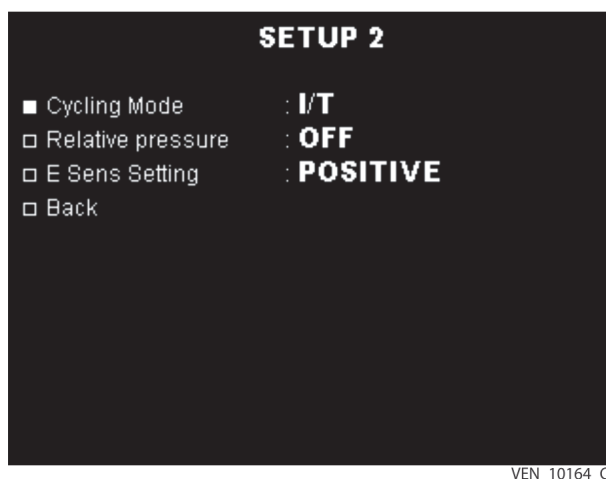 SETUP 2
Cycling Mode : I/T
Relative pressure : OFF
E Sens Setting : POSITIVE
Back
VEN 10164